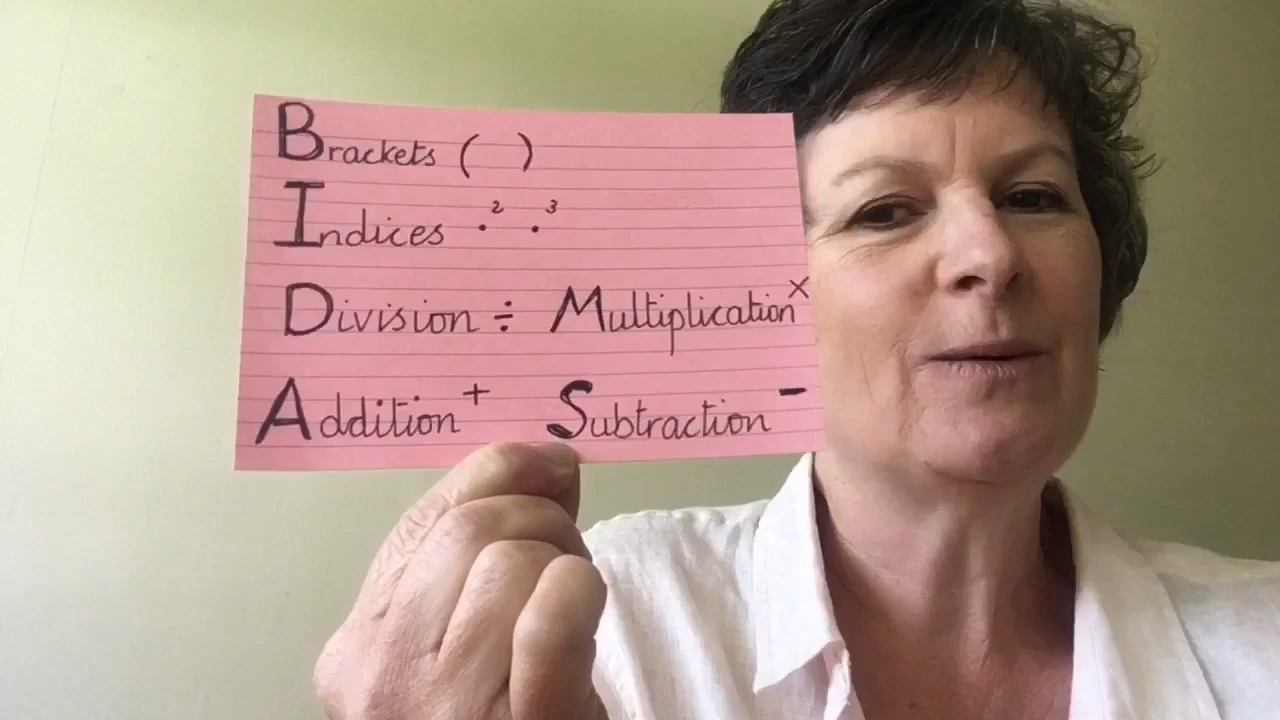 Brackets ( )
Indices .² .³
Division ÷ Multiplication ×
Addition + Subtraction -